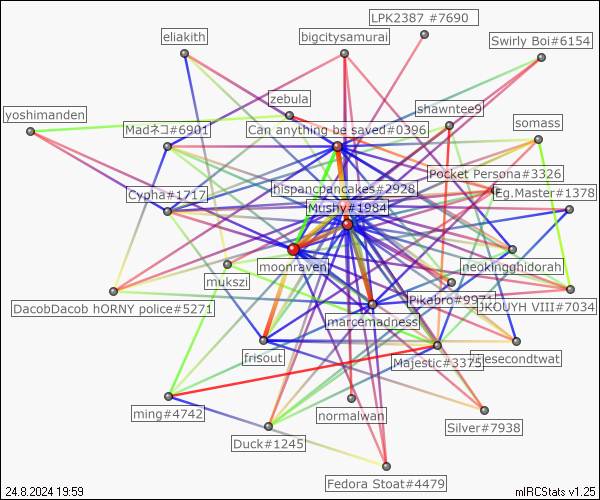 LPK2387 #7690
eliakith
bigcitysamurai
Swirly Boi#6154
zebula
shawntee9
yoshimanden
somass
Madネコ#6901
Can anything be saved#0396
Pocket Persona#3326
hispancpancakes#2928
Eg.Master#1378
Cypha#1717
Mushy#1984
moonraven
neokingghidorah
mukszi
Pikabro#9971
DacobDacob hORNY police#5271
JKOUYH VIII#7034
marcemadness
frisout
Majestic#3375
esecondtwat
ming#4742
normalwan
Silver#7938
Duck#1245
Fedora Stoat#4479
24.8.2024 19:59
mIRCStats v1.25